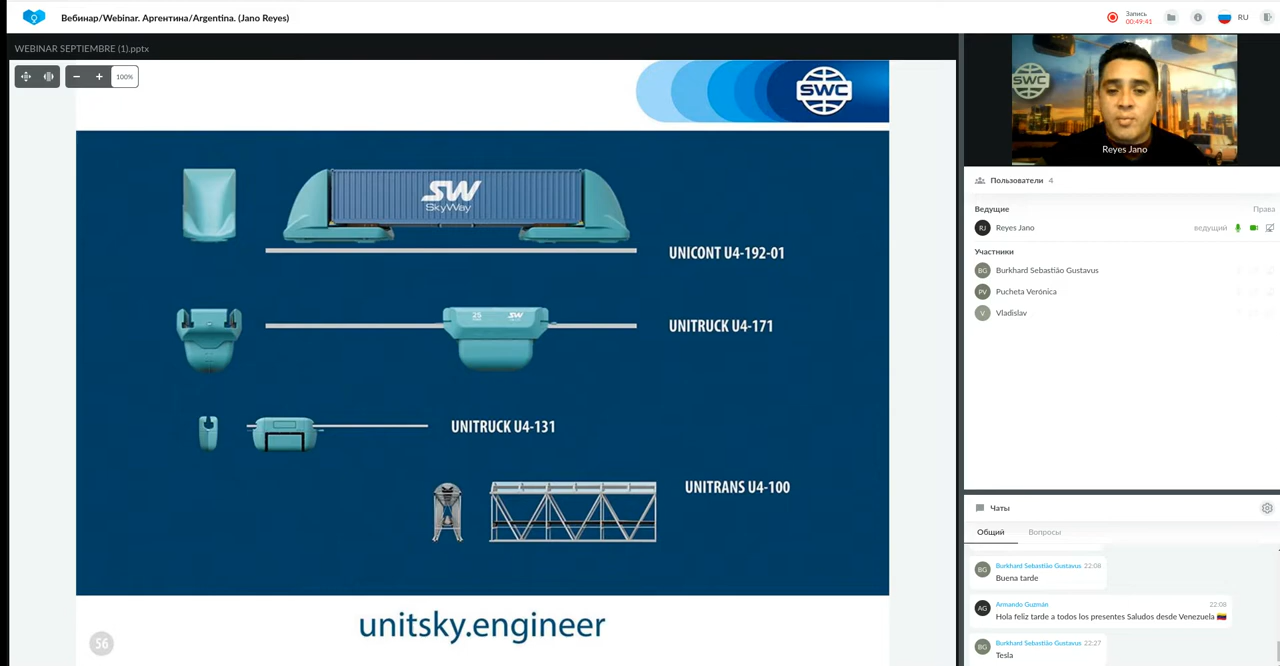 Вебинар/Webinar. Аргентина/Argentina. (Jano Reyes)
Запись
00:49:41
RU
WEBINAR SEPTIEMBRE (1).pptx
100%
SWC
SWC
Reyes Jano
SW
SkyWay
UNICONT U4-192-01
25
SW
UNITRUCK U4-171
UNITRUCK U4-131
UNITRANS U4-100
unitsky.engineer
56
Пользователи 4
Ведущие Права
RJ Reyes Jano ведущий
Участники
BG Burkhard Sebastião Gustavus
PV Pucheta Verónica
V Vladislav
Чаты
Общий Вопросы
BG Burkhard Sebastião Gustavus 22:08
Buena tarde
AG Armando Guzmán 22:08
Hola feliz tarde a todos los presentes Saludos desde Venezuela 🇻🇪
BG Burkhard Sebastião Gustavus 22:27
Tesla